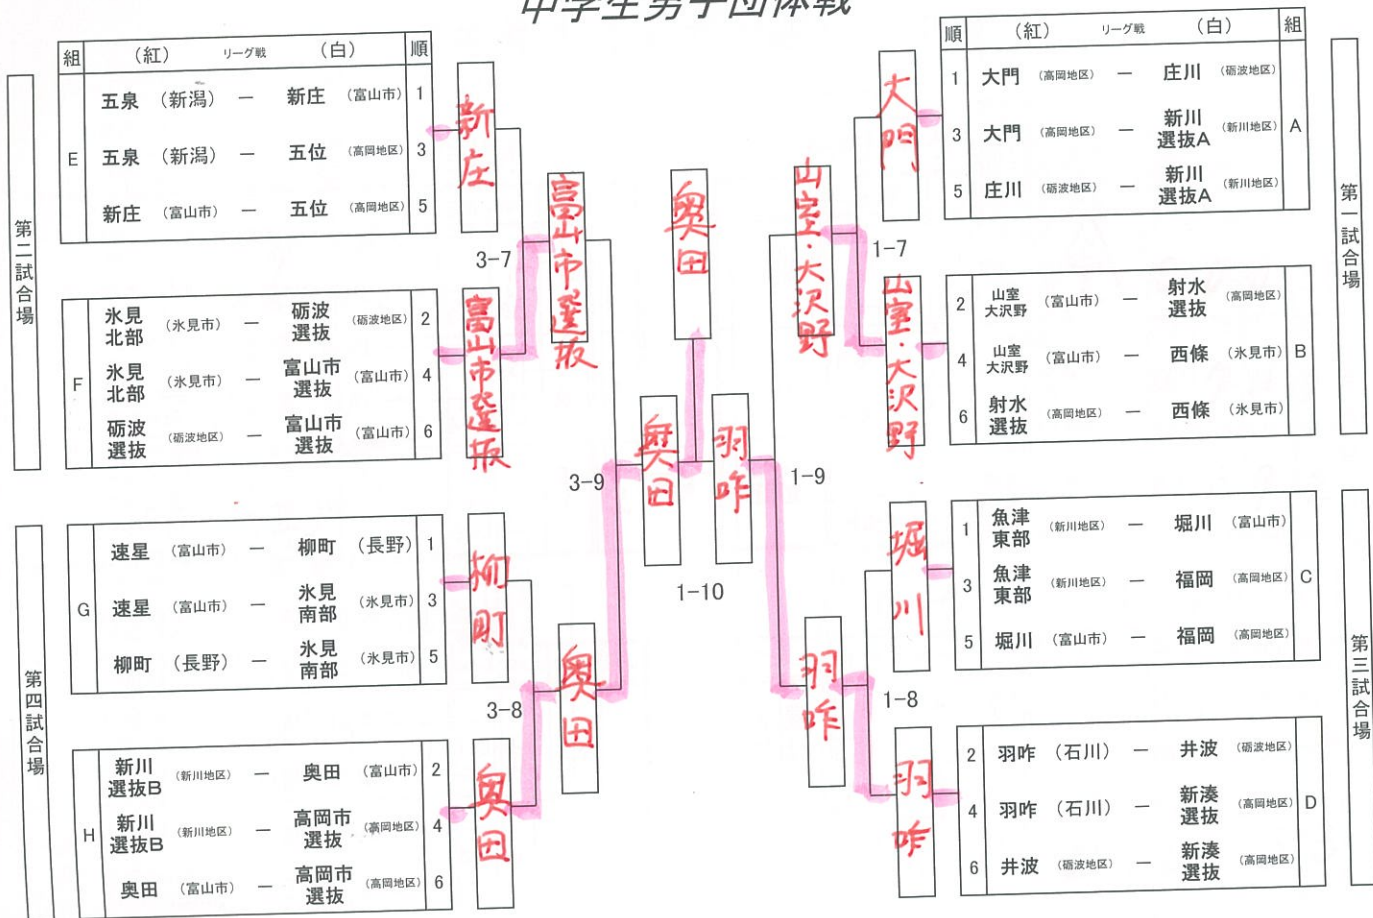 中学生男子団体戦
組 （紅） リーグ戦 （白） 順
五泉 （新潟） ー 新庄 （富山市） 1
E 五泉 （新潟） ー 五位 （高岡地区） 3
新庄 （富山市） ー 五位 （高岡地区） 5
第二試合場
氷見北部 （氷見市） ー 砺波選抜 （砺波地区） 2
F 氷見北部 （氷見市） ー 富山市選抜 （富山市） 4
砺波選抜 （砺波地区） ー 富山市選抜 （富山市） 6
速星 （富山市） ー 柳町 （長野） 1
G 速星 （富山市） ー 氷見南部 （氷見市） 3
柳町 （長野） ー 氷見南部 （氷見市） 5
第四試合場
新川選抜B （新川地区） ー 奥田 （富山市） 2
H 新川選抜B （新川地区） ー 高岡市選抜 （高岡地区） 4
奥田 （富山市） ー 高岡市選抜 （高岡地区） 6
新庄
3-7
富山市選抜
富山市選抜
柳町
3-8
奥田
奥田
3-9
奥田
奥田
羽咋
1-10
1-9
山室・大沢野
羽咋
大門
1-7
山室・大沢野
堀川
1-8
羽咋
順 （紅） リーグ戦 （白） 組
1 大門 （高岡地区） ー 庄川 （砺波地区）
3 大門 （高岡地区） ー 新川選抜A （新川地区） A
5 庄川 （砺波地区） ー 新川選抜A （新川地区）
第一試合場
2 山室大沢野 （富山市） ー 射水選抜 （高岡地区）
4 山室大沢野 （富山市） ー 西條 （氷見市） B
6 射水選抜 （高岡地区） ー 西條 （氷見市）
1 魚津東部 （新川地区） ー 堀川 （富山市）
3 魚津東部 （新川地区） ー 福岡 （高岡地区） C
5 堀川 （富山市） ー 福岡 （高岡地区）
第三試合場
2 羽咋 （石川） ー 井波 （砺波地区）
4 羽咋 （石川） ー 新湊選抜 （高岡地区） D
6 井波 （砺波地区） ー 新湊選抜 （高岡地区）